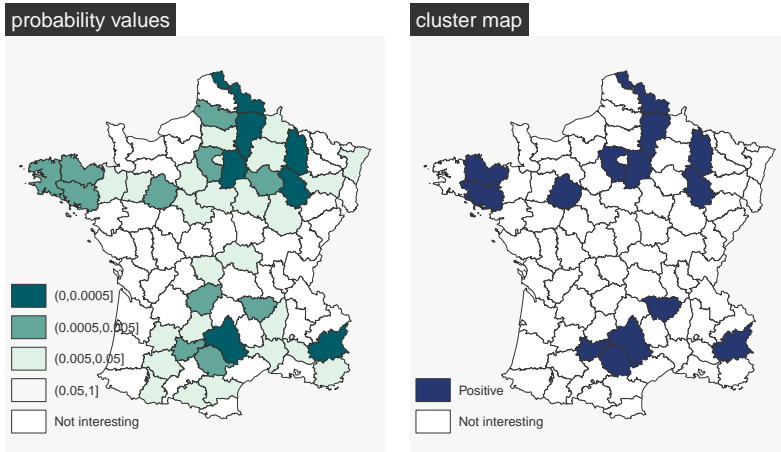 probability values
(0,0.0005]
(0.0005,0.005]
(0.005,0.05]
(0.05,1]
Not interesting
cluster map
Positive
Not interesting